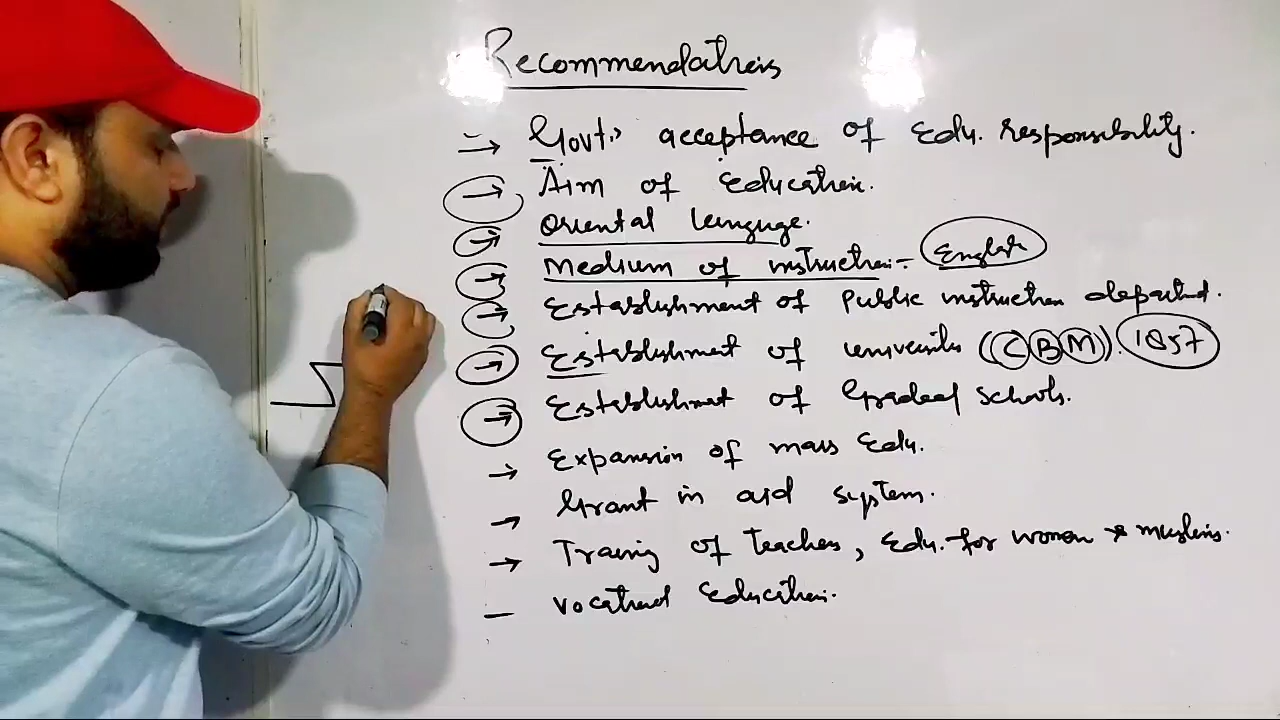 Recommendations
→ Govt.'s acceptance of Edu. responsibility.
→ Aim of Education.
→ Oriental language.
→ Medium of instruction - English
→ Establishment of Public instruction
→ Establishment of universities (C B M). 1857
→ Establishment of Graded Schools.
→ Expansion of mass Edu.
→ Grant in aid system.
→ Training of teachers, Edu. for women & muslims.
— Vocational Education.